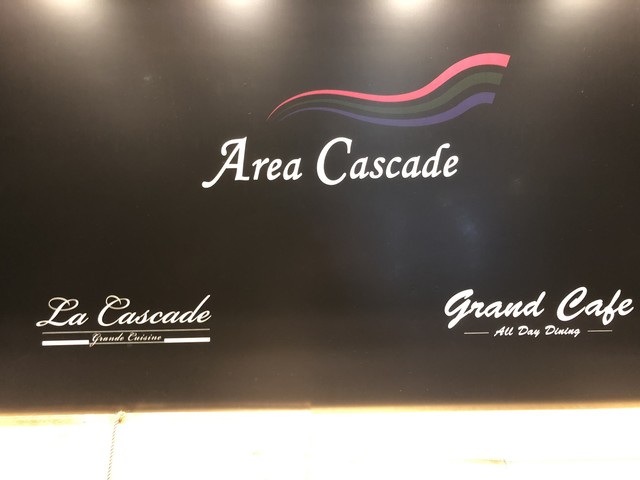 Area Cascade
La Cascade
Grande Cuisine
Grand Cafe
All Day Dining